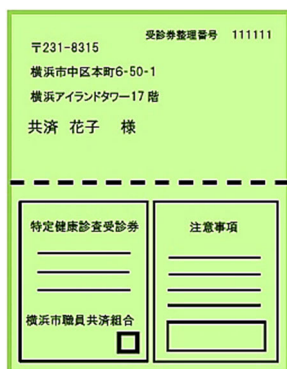 受診券整理番号 111111
〒231-8315
横浜市中区本町6-50-1
横浜アイランドタワー17階
共済 花子 様
特定健康診査受診券
横浜市職員共済組合
注意事項